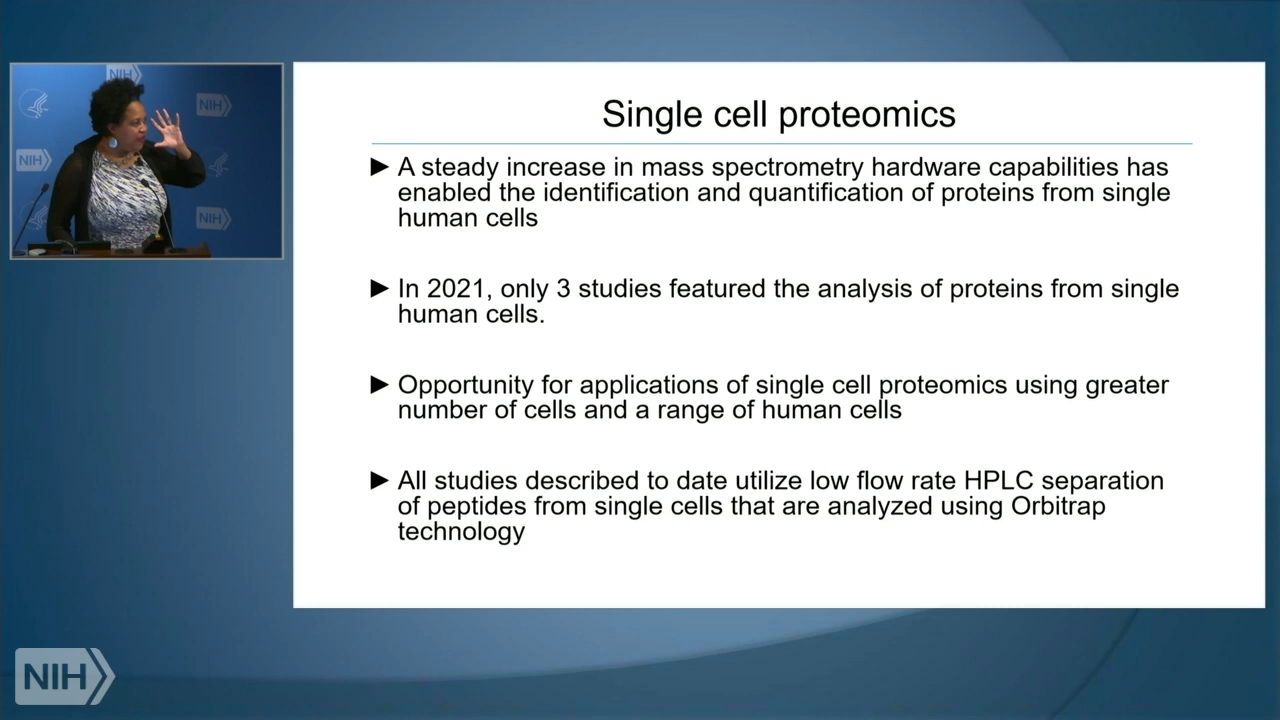 NIH
NIH
NIH
NIH
Single cell proteomics
► A steady increase in mass spectrometry hardware capabilities has
enabled the identification and quantification of proteins from single
human cells
► In 2021, only 3 studies featured the analysis of proteins from single
human cells.
► Opportunity for applications of single cell proteomics using greater
number of cells and a range of human cells
► All studies described to date utilize low flow rate HPLC separation
of peptides from single cells that are analyzed using Orbitrap
technology
NIH